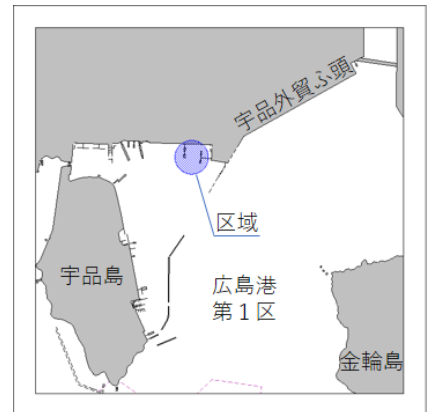 宇品外貿ふ頭
区域
宇品島
広島港
第１区
金輪島